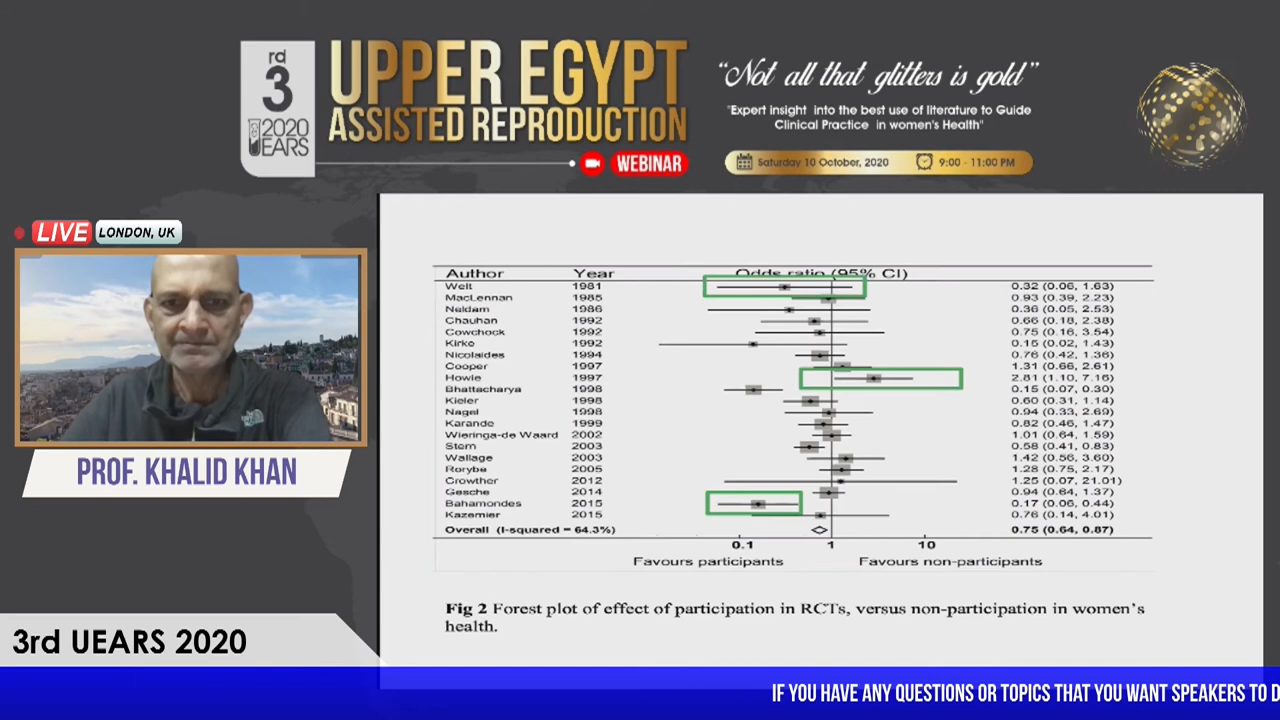 rd
3
2020
UEARS
UPPER EGYPT
ASSISTED REPRODUCTION
WEBINAR
“Not all that glitters is gold”
"Expert insight into the best use of literature to Guide
Clinical Practice in women's Health"
Saturday 10 October, 2020
9:00 - 11:00 PM
LIVE
LONDON, UK
PROF. KHALID KHAN
Author Year Odds ratio (95% CI)
Welt 1981 0.32 (0.06, 1.63)
MacLennan 1985 0.93 (0.39, 2.23)
Neldam 1986 0.36 (0.05, 2.53)
Chauhan 1992 0.66 (0.18, 2.38)
Cowchock 1992 0.75 (0.16, 3.54)
Kirke 1992 0.15 (0.02, 1.43)
Nicolaides 1994 0.76 (0.42, 1.36)
Cooper 1997 1.31 (0.66, 2.61)
Howie 1997 2.81 (1.10, 7.16)
Bhattacharya 1998 0.15 (0.07, 0.30)
Kieler 1998 0.60 (0.31, 1.14)
Nagel 1998 0.94 (0.33, 2.69)
Karande 1999 0.82 (0.46, 1.47)
Wieringa-de Waard 2002 1.01 (0.64, 1.59)
Stern 2003 0.58 (0.41, 0.83)
Wallage 2003 1.42 (0.56, 3.60)
Rorybe 2005 1.28 (0.75, 2.17)
Crowther 2012 1.25 (0.07, 21.01)
Gesche 2014 0.94 (0.64, 1.37)
Bahamondes 2015 0.17 (0.06, 0.44)
Kazemier 2015 0.76 (0.14, 4.01)
Overall (I-squared = 64.3%) 0.75 (0.64, 0.87)
0.1 1 10
Favours participants Favours non-participants
Fig 2 Forest plot of effect of participation in RCTs, versus non-participation in women's
health.
3rd UEARS 2020
IF YOU HAVE ANY QUESTIONS OR TOPICS THAT YOU WANT SPEAKERS TO D